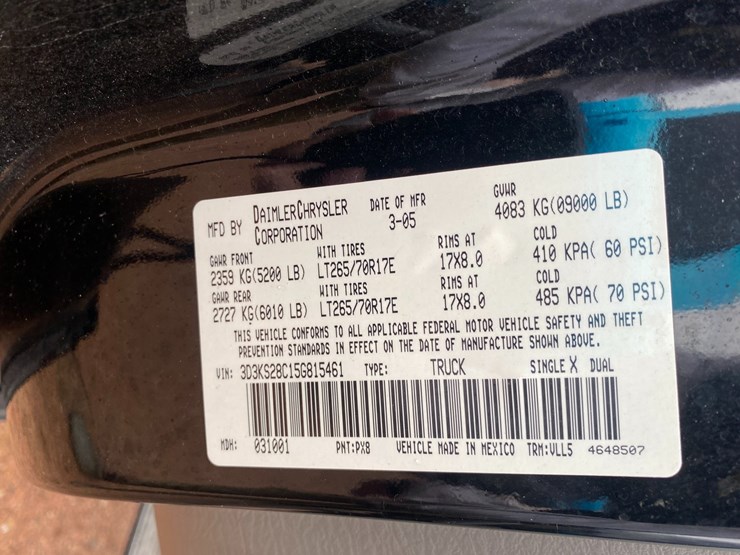 MFD BY DAIMLERCHRYSLER CORPORATION DATE OF MFR 3-05 GVWR 4083 KG(09000 LB)
GAWR FRONT WITH TIRES RIMS AT COLD
2359 KG(5200 LB) LT265/70R17E 17X8.0 410 KPA( 60 PSI)
GAWR REAR WITH TIRES RIMS AT COLD
2727 KG(6010 LB) LT265/70R17E 17X8.0 485 KPA( 70 PSI)
THIS VEHICLE CONFORMS TO ALL APPLICABLE FEDERAL MOTOR VEHICLE SAFETY AND THEFT
PREVENTION STANDARDS IN EFFECT ON THE DATE OF MANUFACTURE SHOWN ABOVE.
VIN: 3D3KS28C15G815461 TYPE: TRUCK SINGLE X DUAL
MDH: 031001 PNT:PX8 VEHICLE MADE IN MEXICO TRM:VLL5 4648507